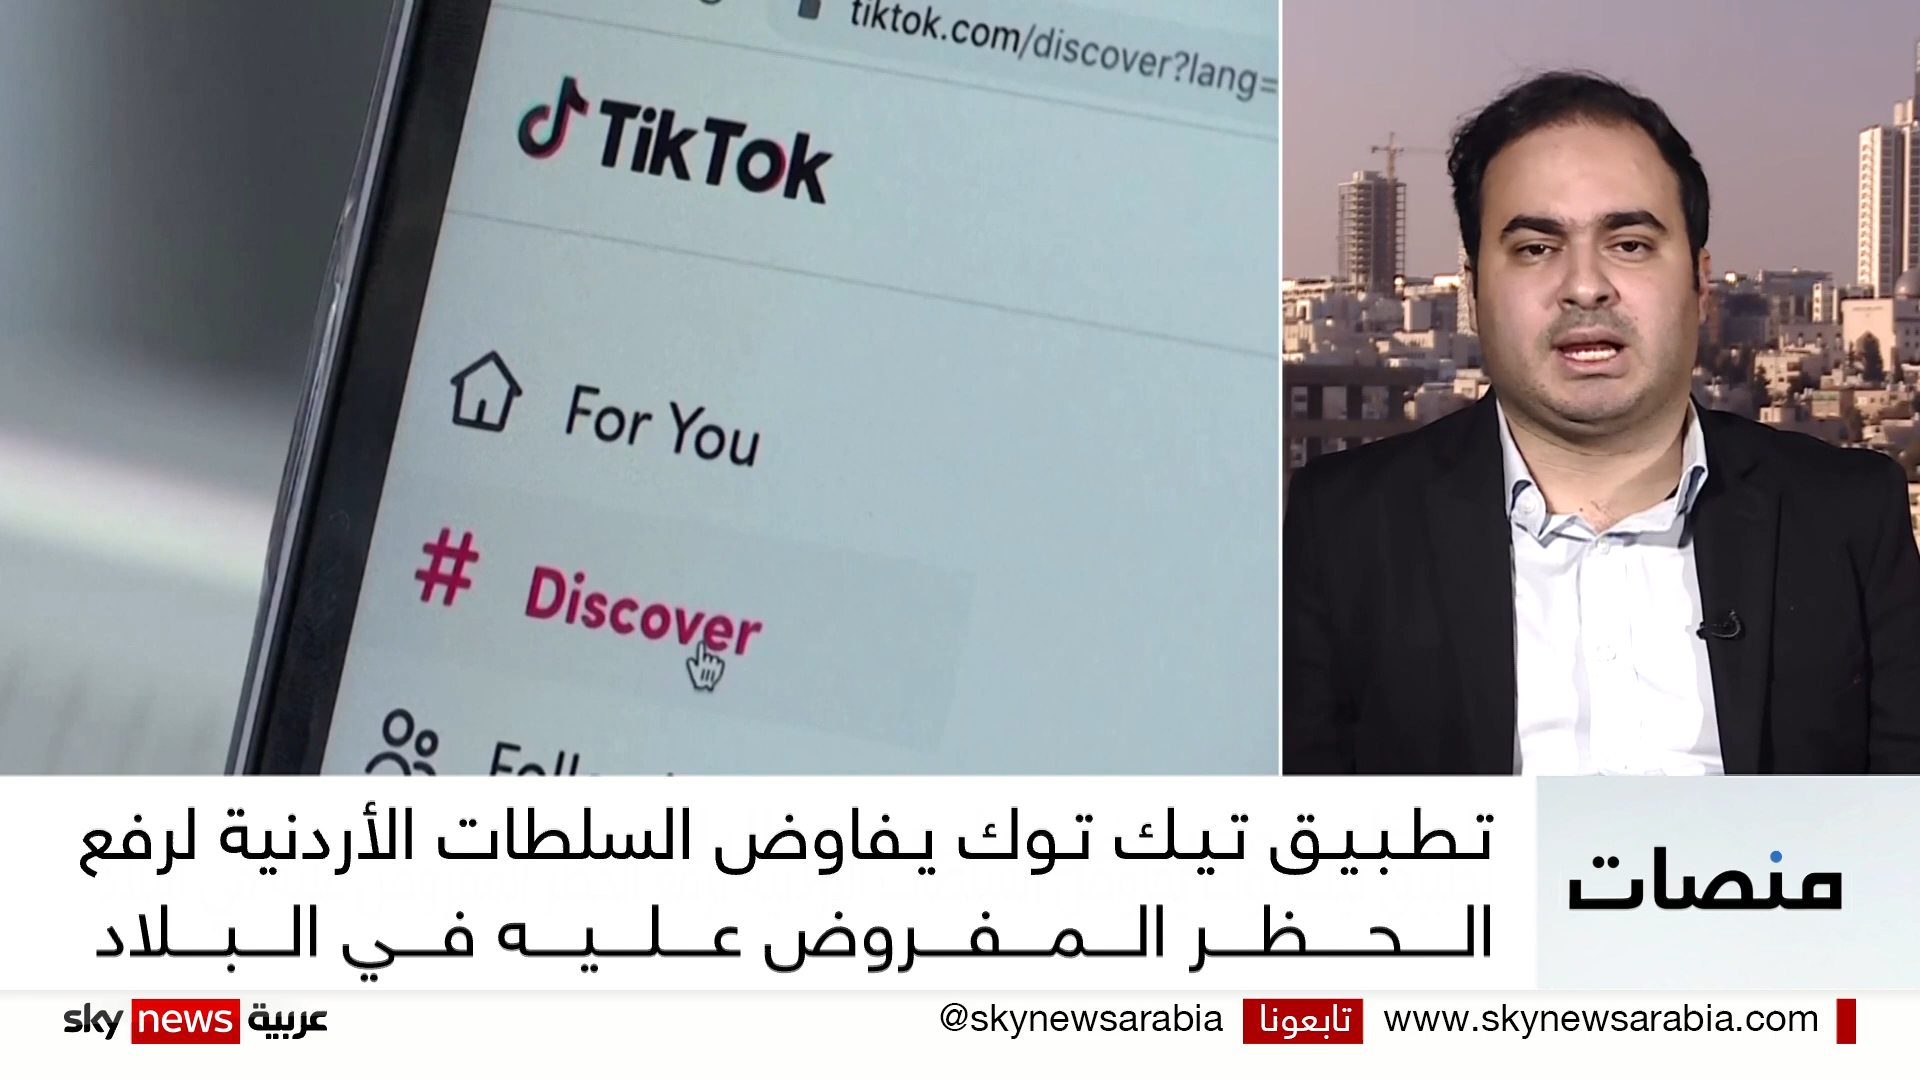 tiktok.com/discover?lang=
TikTok
For You
# Discover
تطبيق تيك توك يفاوض السلطات الأردنية لرفع
الحظر المفروض عليه في البلاد
منصات
sky news عربية
@skynewsarabia
تابعونا
www.skynewsarabia.com